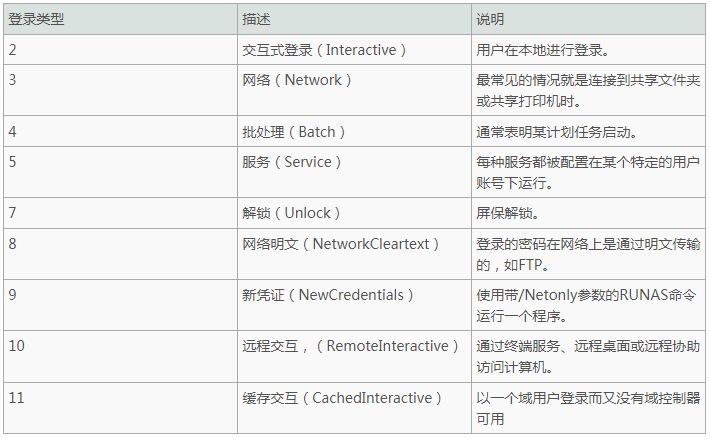 登录类型 描述 说明
2 交互式登录（Interactive） 用户在本地进行登录。
3 网络（Network） 最常见的情况就是连接到共享文件夹
或共享打印机时。
4 批处理（Batch） 通常表明某计划任务启动。
5 服务（Service） 每种服务都被配置在某个特定的用户
账号下运行。
7 解锁（Unlock） 屏保解锁。
8 网络明文（NetworkCleartext） 登录的密码在网络上是通过明文传输
的，如FTP。
9 新凭证（NewCredentials） 使用带/Netonly参数的RUNAS命令
运行一个程序。
10 远程交互，（RemoteInteractive） 通过终端服务、远程桌面或远程协助
访问计算机。
11 缓存交互（CachedInteractive） 以一个域用户登录而又没有域控制器
可用